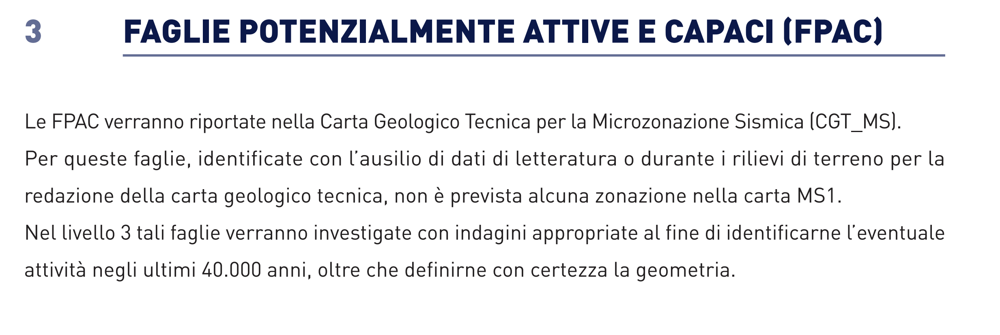 3 FAGLIE POTENZIALMENTE ATTIVE E CAPACI (FPAC)
Le FPAC verranno riportate nella Carta Geologico Tecnica per la Microzonazione Sismica (CGT_MS).
Per queste faglie, identificate con l’ausilio di dati di letteratura o durante i rilievi di terreno per la
redazione della carta geologico tecnica, non è prevista alcuna zonazione nella carta MS1.
Nel livello 3 tali faglie verranno investigate con indagini appropriate al fine di identificarne l’eventuale
attività negli ultimi 40.000 anni, oltre che definirne con certezza la geometria.